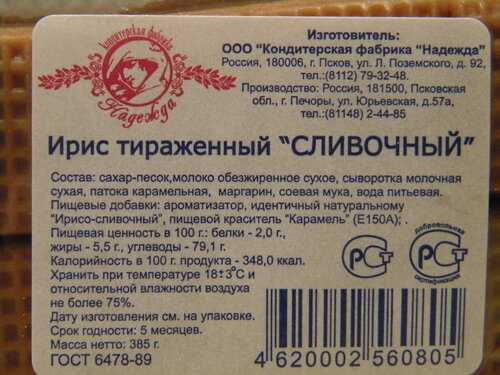 кондитерская фабрика
Надежда
Изготовитель:
ООО "Кондитерская фабрика "Надежда"
Россия, 180006, г. Псков, ул. Л. Поземского, д. 92,
тел.:(8112) 79-32-48.
Производство: Россия, 181500, Псковская
обл., г. Печоры, ул. Юрьевская, д.57а,
тел.:(81148) 2-44-85
Ирис тираженный "СЛИВОЧНЫЙ"
Состав: сахар-песок,молоко обезжиренное сухое, сыворотка молочная
сухая, патока карамельная, маргарин, соевая мука, вода питьевая.
Пищевые добавки: ароматизатор, идентичный натуральному
"Ирисо-сливочный", пищевой краситель "Карамель" (Е150А); .
Пищевая ценность в 100 г.: белки - 2,0 г.,
жиры - 5,5 г., углеводы - 79,1 г.
Калорийность в 100 г. продукта - 348,0 ккал.
Хранить при температуре 18±3°С и
относительной влажности воздуха
не более 75%.
Дату изготовления см. на упаковке.
Срок годности: 5 месяцев.
Масса нетто: 385 г.
ГОСТ 6478-89
РСТ
добровольная
РСТ
сертификация
4 620002 560805